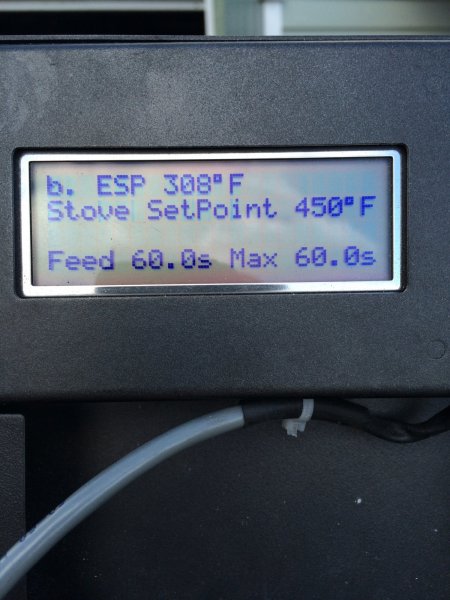 b. ESP 308°F
Stove SetPoint 450°F
Feed 60.0s Max 60.0s